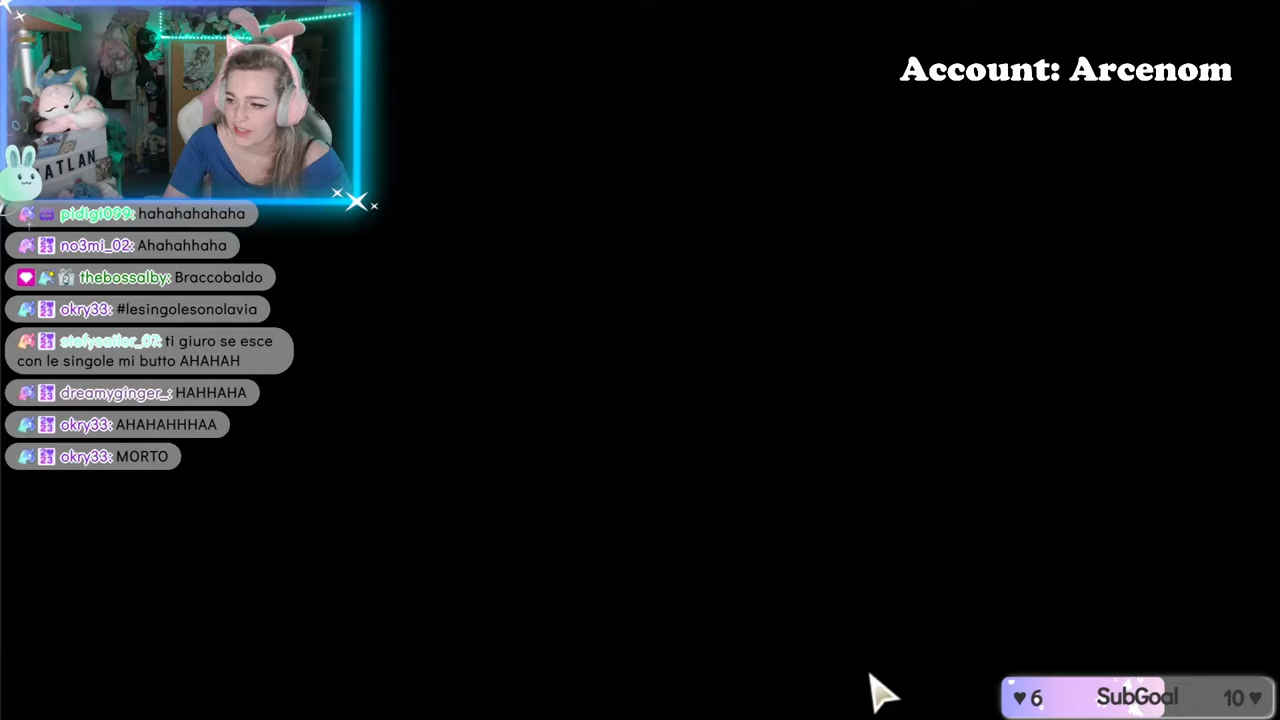 Account: Arcenom
ATLAN
pidigi099: hahahahahaha
no3mi_02: Ahahahhaha
thebossalby: Braccobaldo
okry33: #lesingolesonolavia
stefysailor_07: ti giuro se esce
con le singole mi butto AHAHAH
dreamyginger_: HAHHAHA
okry33: AHAHAHHHAA
okry33: MORTO
6 SubGoal 10